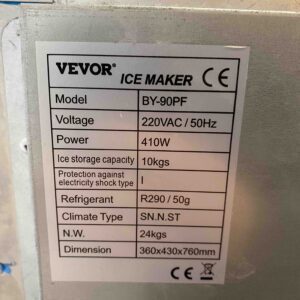 VEVOR® ICE MAKER CE
Model BY-90PF
Voltage 220VAC / 50Hz
Power 410W
Ice storage capacity 10kgs
Protection against
electricity shock type I
Refrigerant R290 / 50g
Climate Type SN.N.ST
N.W. 24kgs
Dimension 360x430x760mm
CE